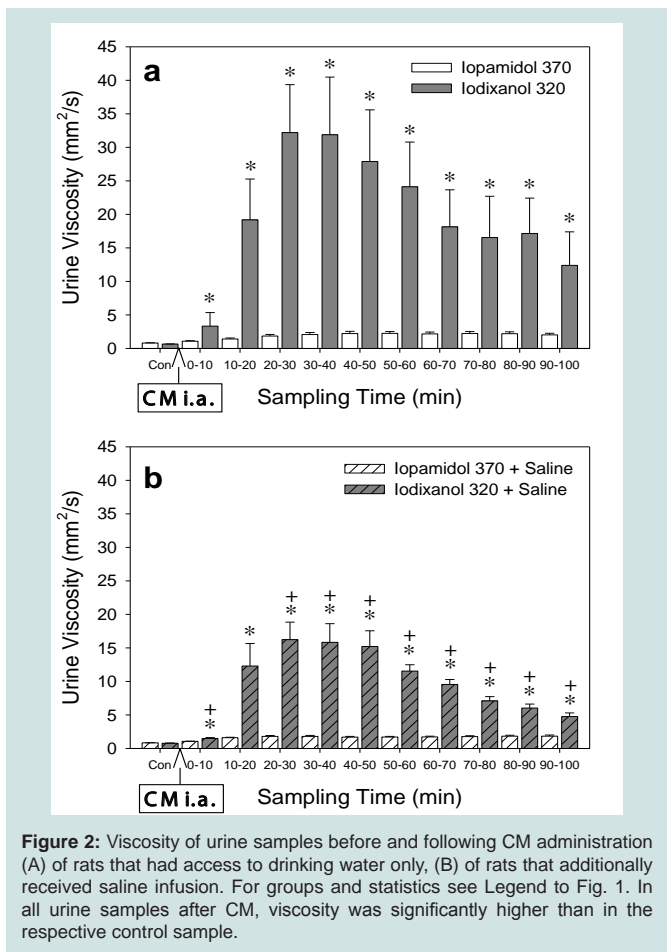 a
Iopamidol 370
Iodixanol 320
Urine Viscosity (mm²/s)
45
40
35
30
25
20
15
10
5
0
* * * * * * * * * *
Con 0-10 10-20 20-30 30-40 40-50 50-60 60-70 70-80 80-90 90-100
CM i.a.
Sampling Time (min)
b
Iopamidol 370 + Saline
Iodixanol 320 + Saline
Urine Viscosity (mm²/s)
45
40
35
30
25
20
15
10
5
0
+ + + + + + + + +
* * * * * * * * * *
Con 0-10 10-20 20-30 30-40 40-50 50-60 60-70 70-80 80-90 90-100
CM i.a.
Sampling Time (min)
Figure 2: Viscosity of urine samples before and following CM administration
(A) of rats that had access to drinking water only, (B) of rats that additionally
received saline infusion. For groups and statistics see Legend to Fig. 1. In
all urine samples after CM, viscosity was significantly higher than in the
respective control sample.